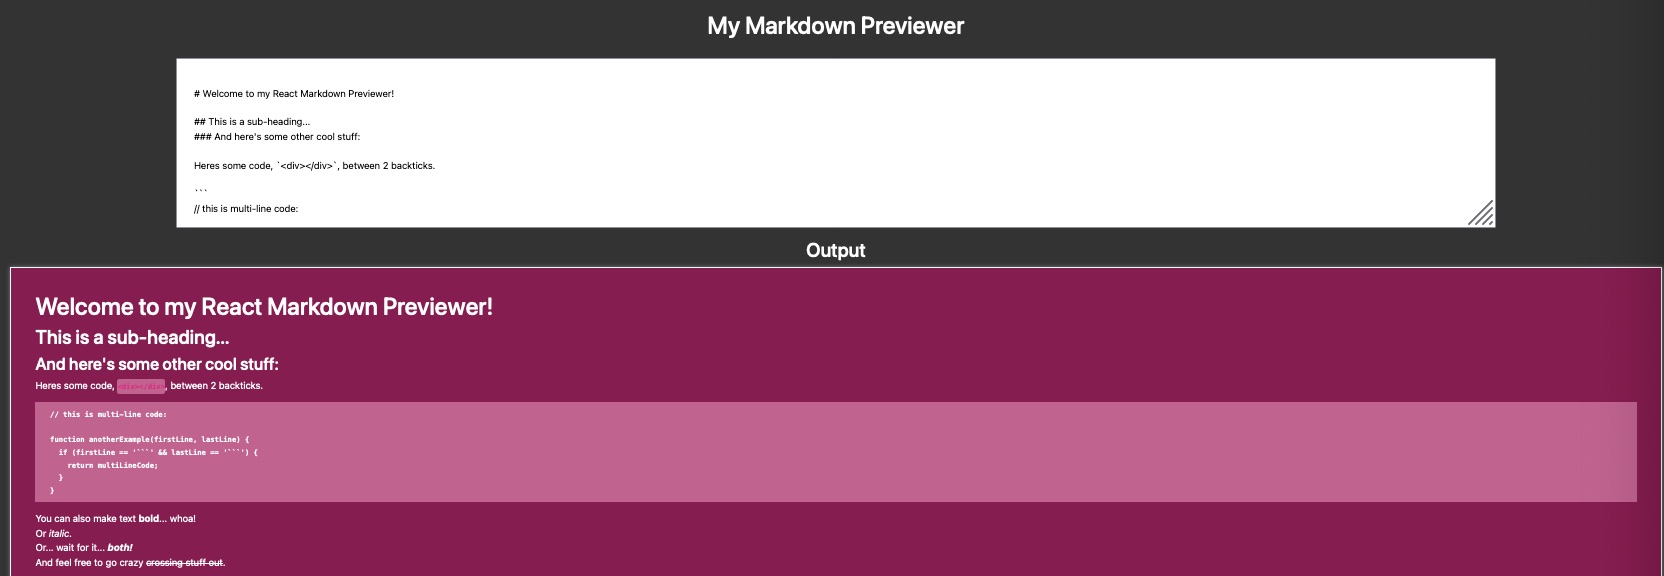 My Markdown Previewer
# Welcome to my React Markdown Previewer!
## This is a sub-heading...
### And here's some other cool stuff:
Heres some code, `<div></div>`, between 2 backticks.
```
// this is multi-line code:
Output
Welcome to my React Markdown Previewer!
This is a sub-heading...
And here's some other cool stuff:
Heres some code, <div></div>, between 2 backticks.
// this is multi-line code:
function anotherExample(firstLine, lastLine) {
  if (firstLine == '```' && lastLine == '```') {
    return multiLineCode;
  }
}
You can also make text bold... whoa!
Or italic.
Or... wait for it... both!
And feel free to go crazy crossing stuff out.